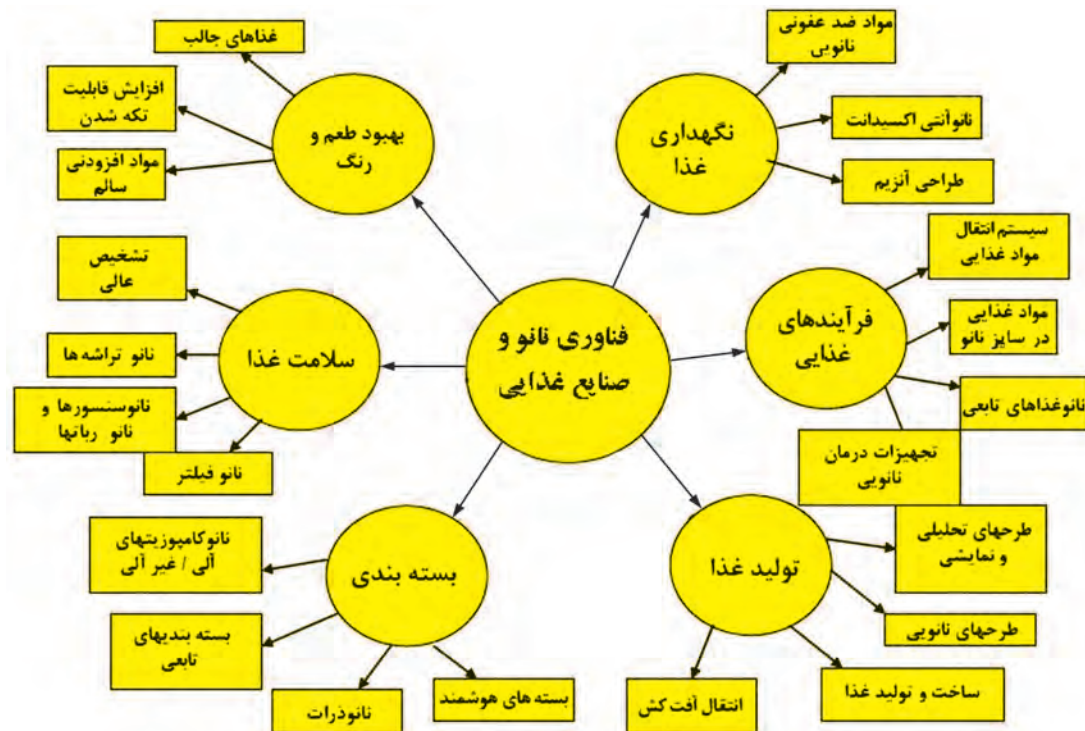 فناوری نانو و
صنایع غذایی
نگهداری
غذا
مواد ضد عفونی
نانویی
نانوآنتی اکسیدانت
طراحی آنزیم
فرآیندهای
غذایی
سیستم انتقال
مواد غذایی
مواد غذایی
در سایز نانو
نانوغذاهای تابعی
تجهیزات درمان
نانویی
تولید غذا
طرحهای تحلیلی
و نمایشی
طرحهای نانویی
ساخت و تولید غذا
انتقال آفت کش
بسته بندی
بسته های هوشمند
نانوذرات
بسته بندیهای
تابعی
نانوکامپوزیتهای
آلی / غیر آلی
سلامت غذا
نانو فیلتر
نانوسنسورها و
نانو رباتها
نانو تراشه ها
تشخیص
عالی
بهبود طعم و
رنگ
مواد افزودنی
سالم
افزایش قابلیت
تکه شدن
غذاهای جالب